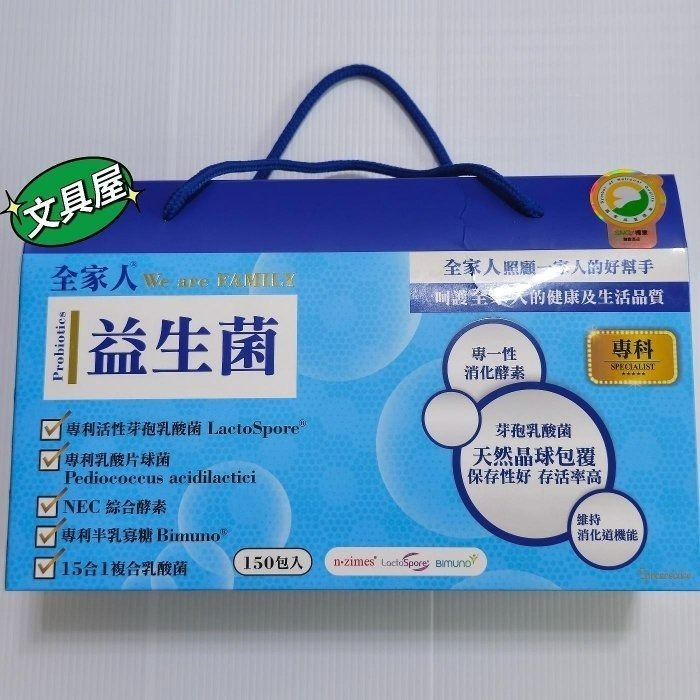 文具屋
SNQ
全家人® We are FAMILY
Probiotics
益生菌
全家人照顧一家人的好幫手
呵護全家人的健康及生活品質
專科
SPECIALIST
★★★★★
專一性
消化酵素
芽孢乳酸菌
天然晶球包覆
保存性好 存活率高
維持
消化道機能
專利活性芽孢乳酸菌 LactoSpore®
專利乳酸片球菌
Pediococcus acidilactici
NEC 綜合酵素
專利半乳寡糖 Bimuno®
15合1複合乳酸菌
150包入
n•zimes® LactoSpore® BIMUNO